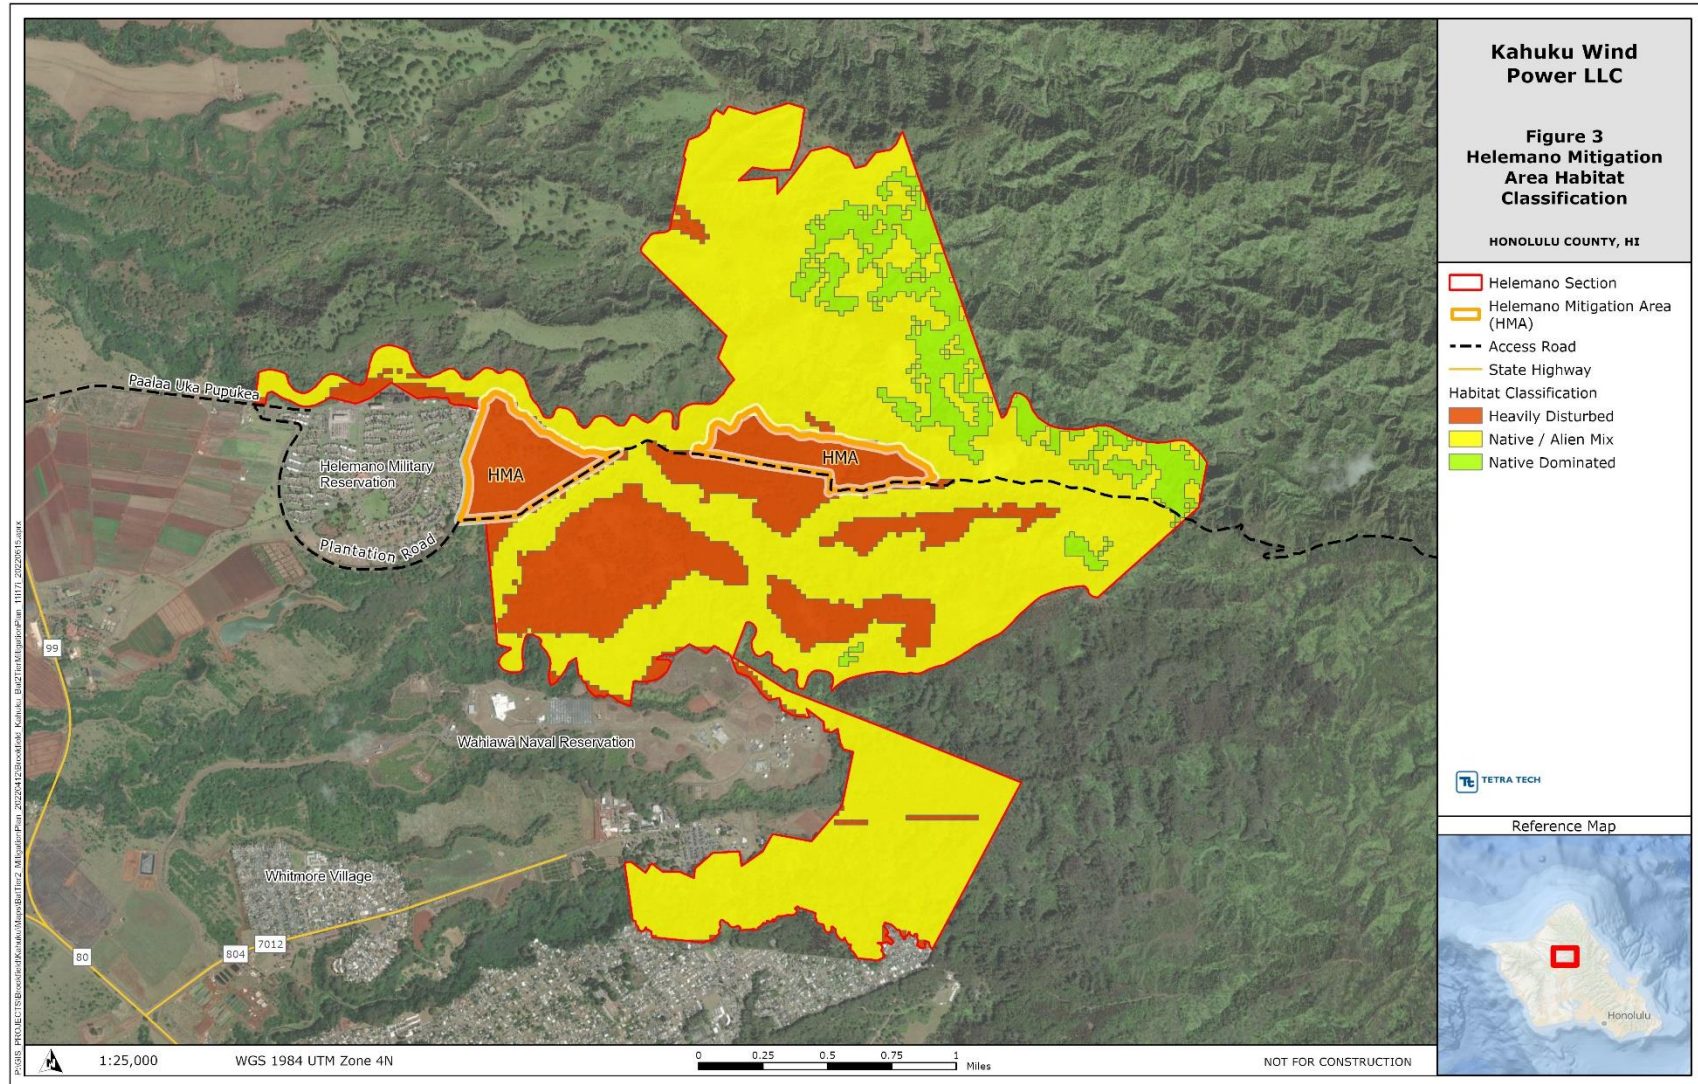 Kahuku Wind
Power LLC
Figure 3
Helemano Mitigation
Area Habitat
Classification
HONOLULU COUNTY, HI
Helemano Section
Helemano Mitigation Area
(HMA)
Access Road
State Highway
Habitat Classification
Heavily Disturbed
Native / Alien Mix
Native Dominated
TETRA TECH
Reference Map
Honolulu
Paalaa Uka Pupukea
Helemano Military
Reservation
Plantation Road
HMA
HMA
99
Wahiawā Naval Reservation
Whitmore Village
7012
804
80
1:25,000
WGS 1984 UTM Zone 4N
0 0.25 0.5 0.75 1
Miles
NOT FOR CONSTRUCTION